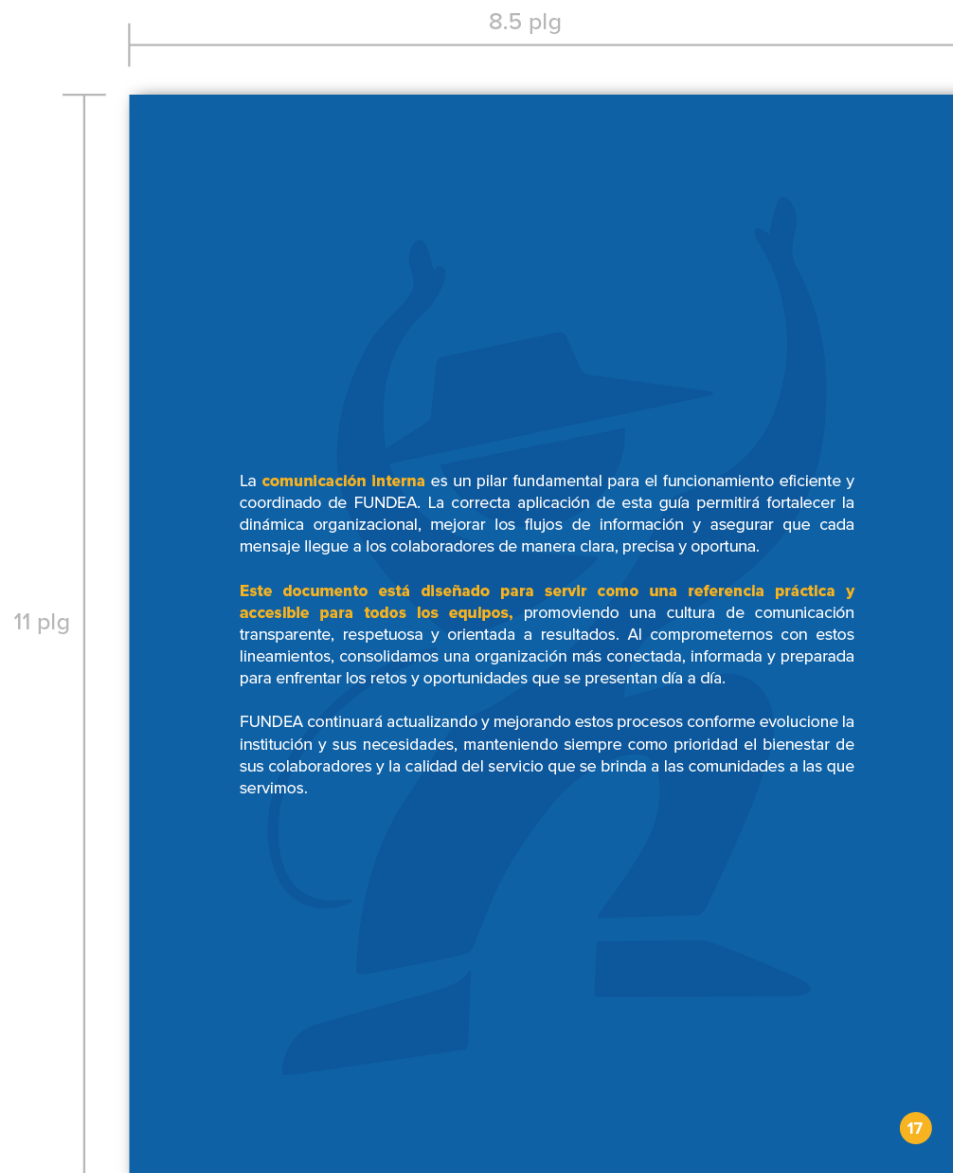 8.5 plg
11 plg
La comunicación interna es un pilar fundamental para el funcionamiento eficiente y
coordinado de FUNDEA. La correcta aplicación de esta guía permitirá fortalecer la
dinámica organizacional, mejorar los flujos de información y asegurar que cada
mensaje llegue a los colaboradores de manera clara, precisa y oportuna.
Este documento está diseñado para servir como una referencia práctica y
accesible para todos los equipos, promoviendo una cultura de comunicación
transparente, respetuosa y orientada a resultados. Al comprometernos con estos
lineamientos, consolidamos una organización más conectada, informada y preparada
para enfrentar los retos y oportunidades que se presentan día a día.
FUNDEA continuará actualizando y mejorando estos procesos conforme evolucione la
institución y sus necesidades, manteniendo siempre como prioridad el bienestar de
sus colaboradores y la calidad del servicio que se brinda a las comunidades a las que
servimos.
17